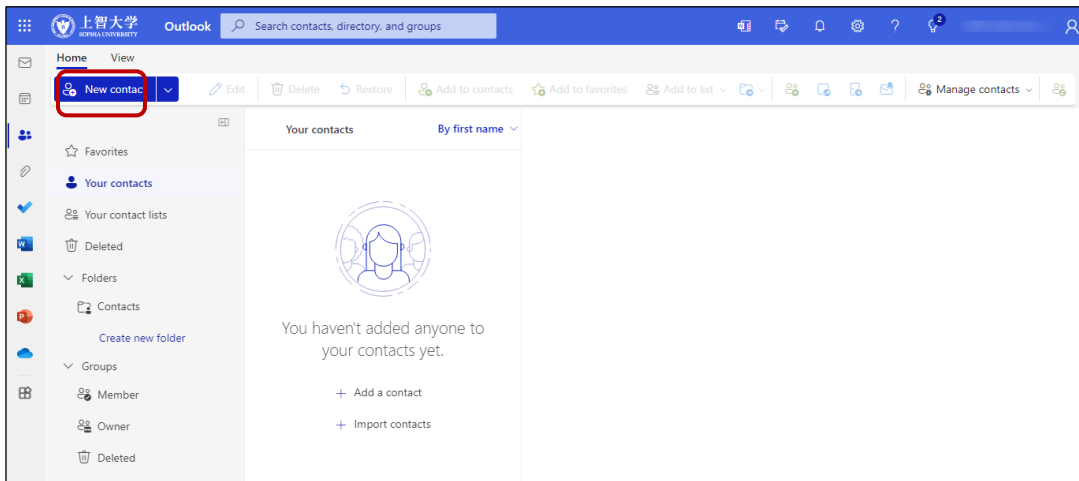 上智大学
SOPHIA UNIVERSITY
Outlook
Search contacts, directory, and groups
?
2
Home View
New contact
Edit
Delete
Restore
Add to contacts
Add to favorites
Add to list
Manage contacts
Favorites
Your contacts
Your contact lists
Deleted
Folders
Contacts
Create new folder
Groups
Member
Owner
Deleted
Your contacts
By first name
You haven't added anyone to
your contacts yet.
+ Add a contact
+ Import contacts